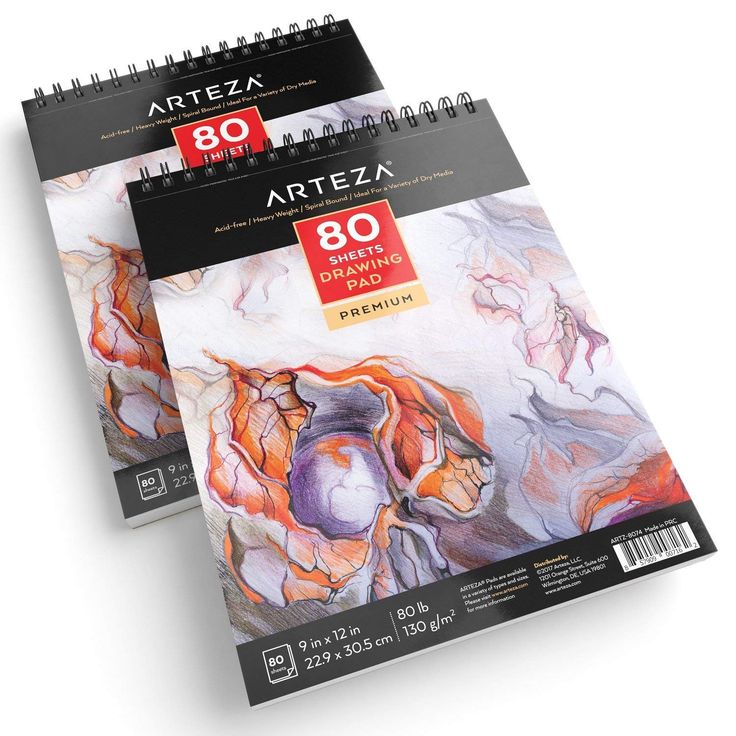 ARTEZA®
Acid-free / Heavy Weight / Spiral Bound / Ideal For a Variety of Dry Media
80
SHEETS
80
sheets
9 in
22.9
ARTEZA®
Acid-free / Heavy Weight / Spiral Bound / Ideal For a Variety of Dry Media
80
SHEETS
DRAWING
PAD
PREMIUM
80
sheets
9 in x 12 in
22.9 x 30.5 cm
80 lb
130 g/m²
ARTEZA® Pads are available
in a variety of types and sizes.
Please visit www.arteza.com
for more information
Distributed by:
©2017 Arteza, LLC.
1201 Orange Street, Suite 600
Wilmington, DE, USA 19801
www.arteza.com
ARTZ-8074 Made in PRC